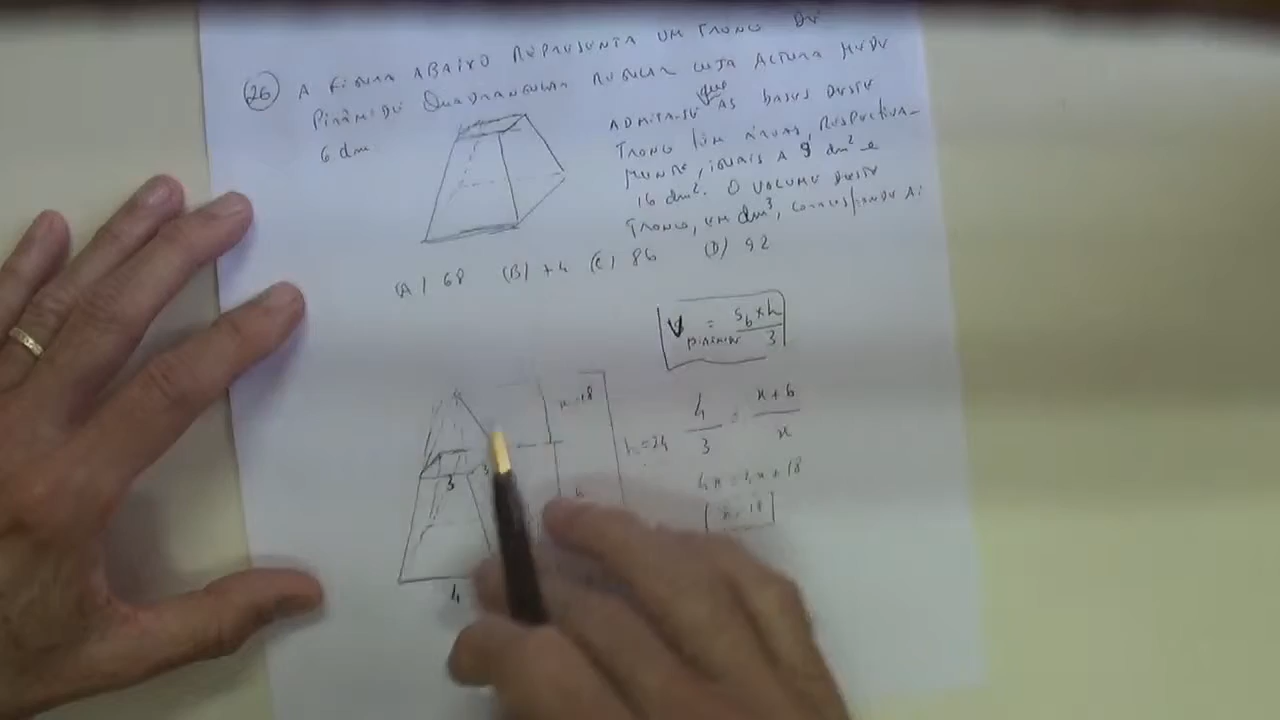 26 A FIGURA ABAIXO REPRESENTA UM TRONCO DE
PIRÂMIDE QUADRANGULAR REGULAR CUJA ALTURA MEDE
6 dm
ADMITA-SE que AS BASES DESTE
TRONCO TÊM ÁREAS, RESPECTIVA-
MENTE, IGUAIS A 9 dm² e
16 dm². O VOLUME DESTE
TRONCO, EM dm³, CORRESPONDE A:
(A) 68 (B) 74 (C) 86 (D) 92
V PIRÂMIDE = Sb x h / 3
x = 18
h = 24
4/3 = x + 6 / x
4x = 3x + 18
x = 18
3
3
6
4